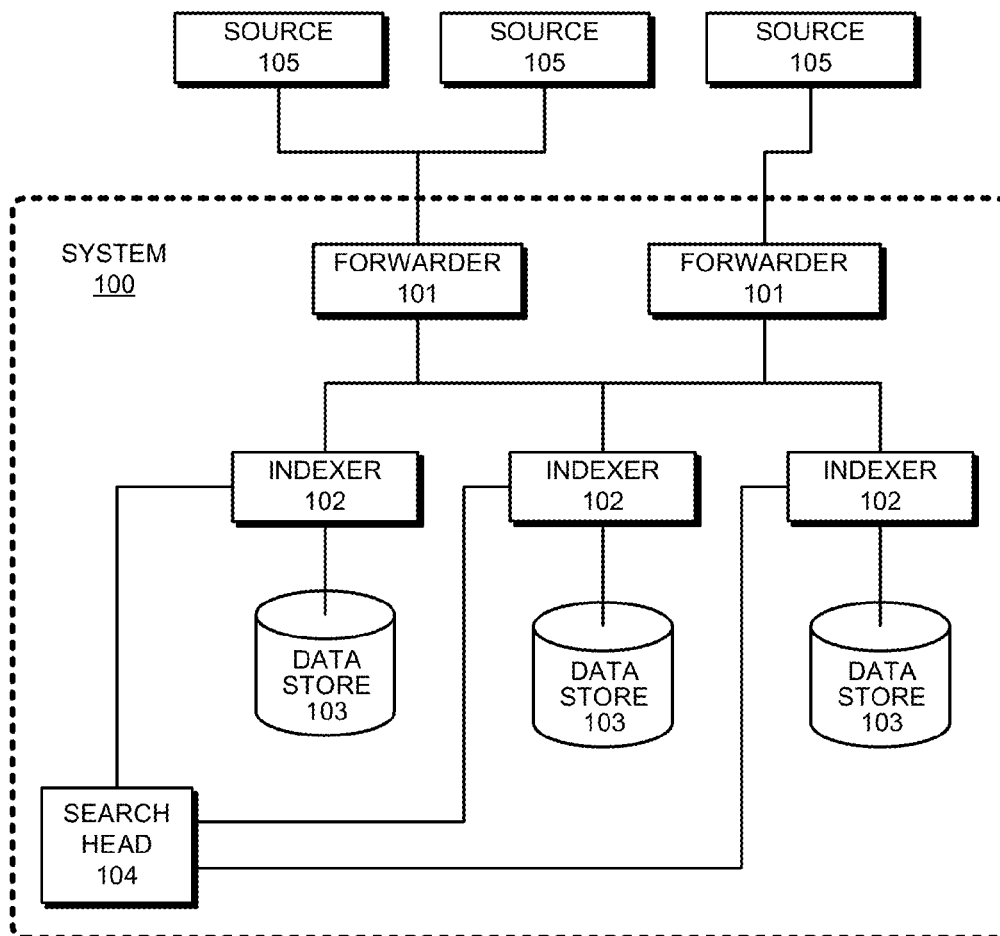 SOURCE
105
SOURCE
105
SOURCE
105
SYSTEM
100
FORWARDER
101
FORWARDER
101
INDEXER
102
INDEXER
102
INDEXER
102
DATA
STORE
103
DATA
STORE
103
DATA
STORE
103
SEARCH
HEAD
104